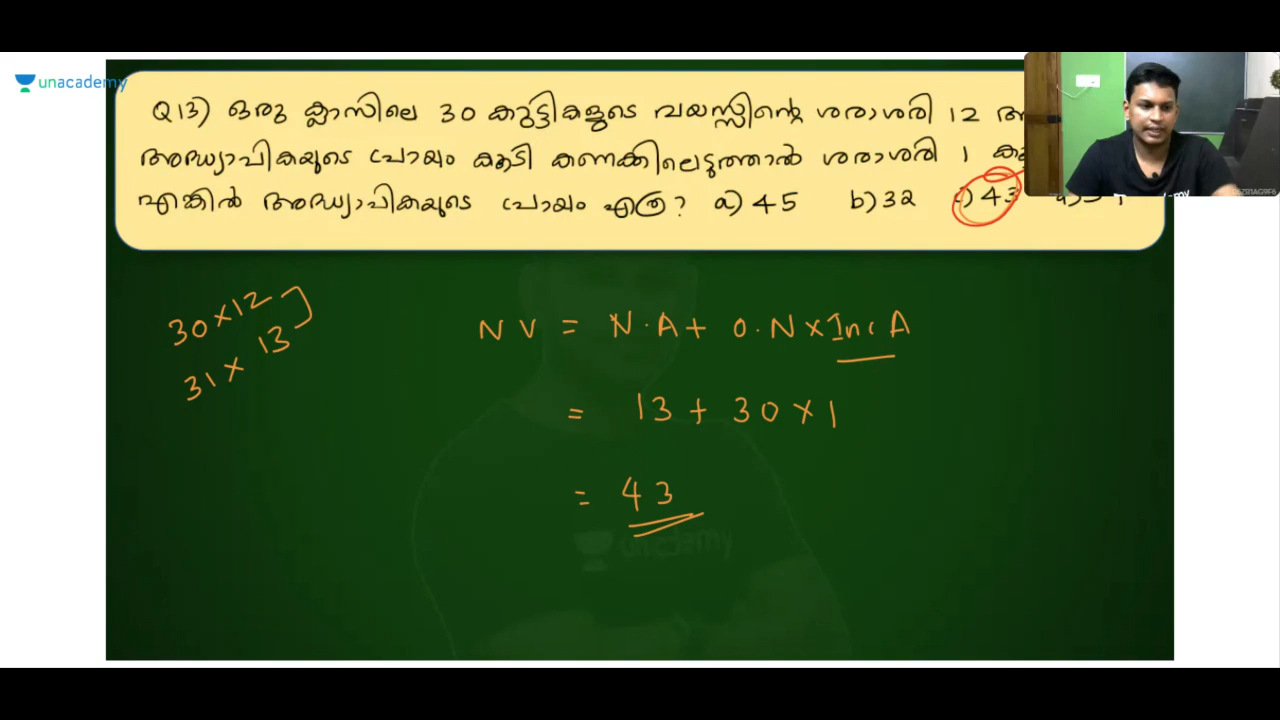 unacademy
Q13) ഒരു ക്ലാസിലെ 30 കുട്ടികളുടെ വയസ്സിന്റെ ശരാശരി 12
അദ്ധ്യാപികയുടെ പ്രായം കൂടി കണക്കിലെടുത്താൽ ശരാശരി 1
എങ്കിൽ അദ്ധ്യാപികയുടെ പ്രായം എത്ര? a) 45 b) 32 c) 43
30 × 12
31 × 13
N V = N.A + O.N × Inc A
= 13 + 30 × 1
= 43
unacademy